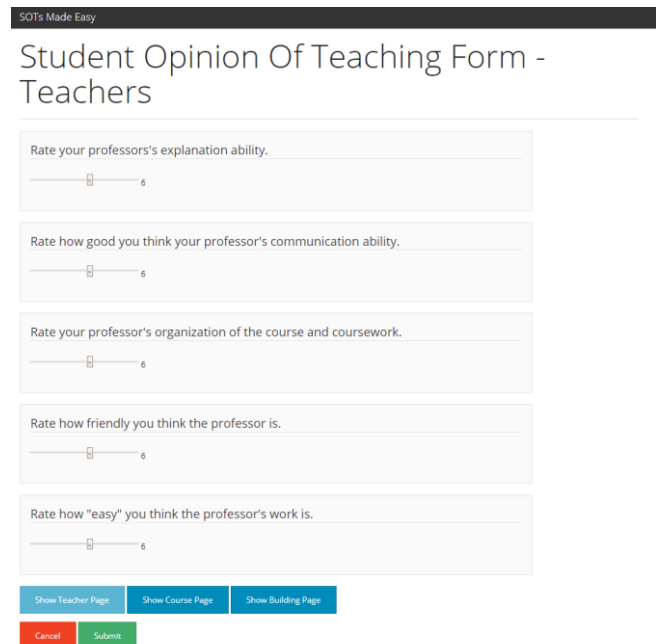 SOTs Made Easy
Student Opinion Of Teaching Form -
Teachers
Rate your professors's explanation ability.
6
Rate how good you think your professor's communication ability.
6
Rate your professor's organization of the course and coursework.
6
Rate how friendly you think the professor is.
6
Rate how "easy" you think the professor's work is.
6
Show Teacher Page Show Course Page Show Building Page
Cancel Submit